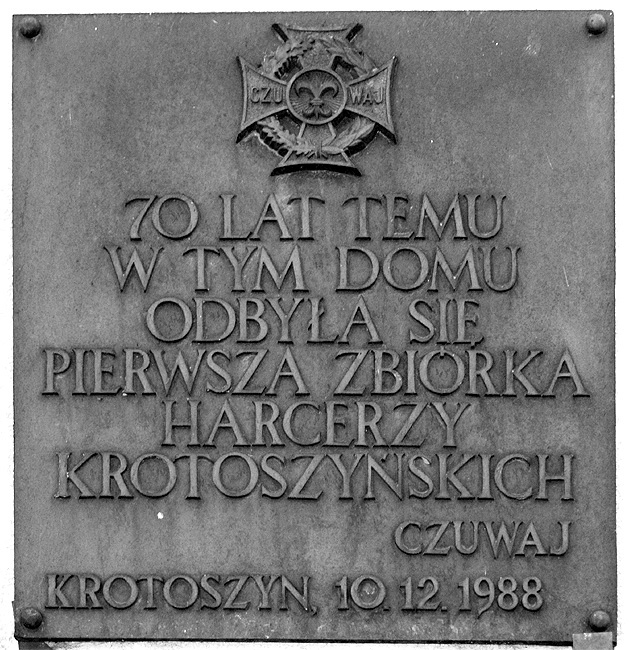 CZU WAJ
70 LAT TEMU
W TYM DOMU
ODBYŁA SIĘ
PIERWSZA ZBIÓRKA
HARCERZY
KROTOSZYŃSKICH
CZUWAJ
KROTOSZYN, 10.12.1988